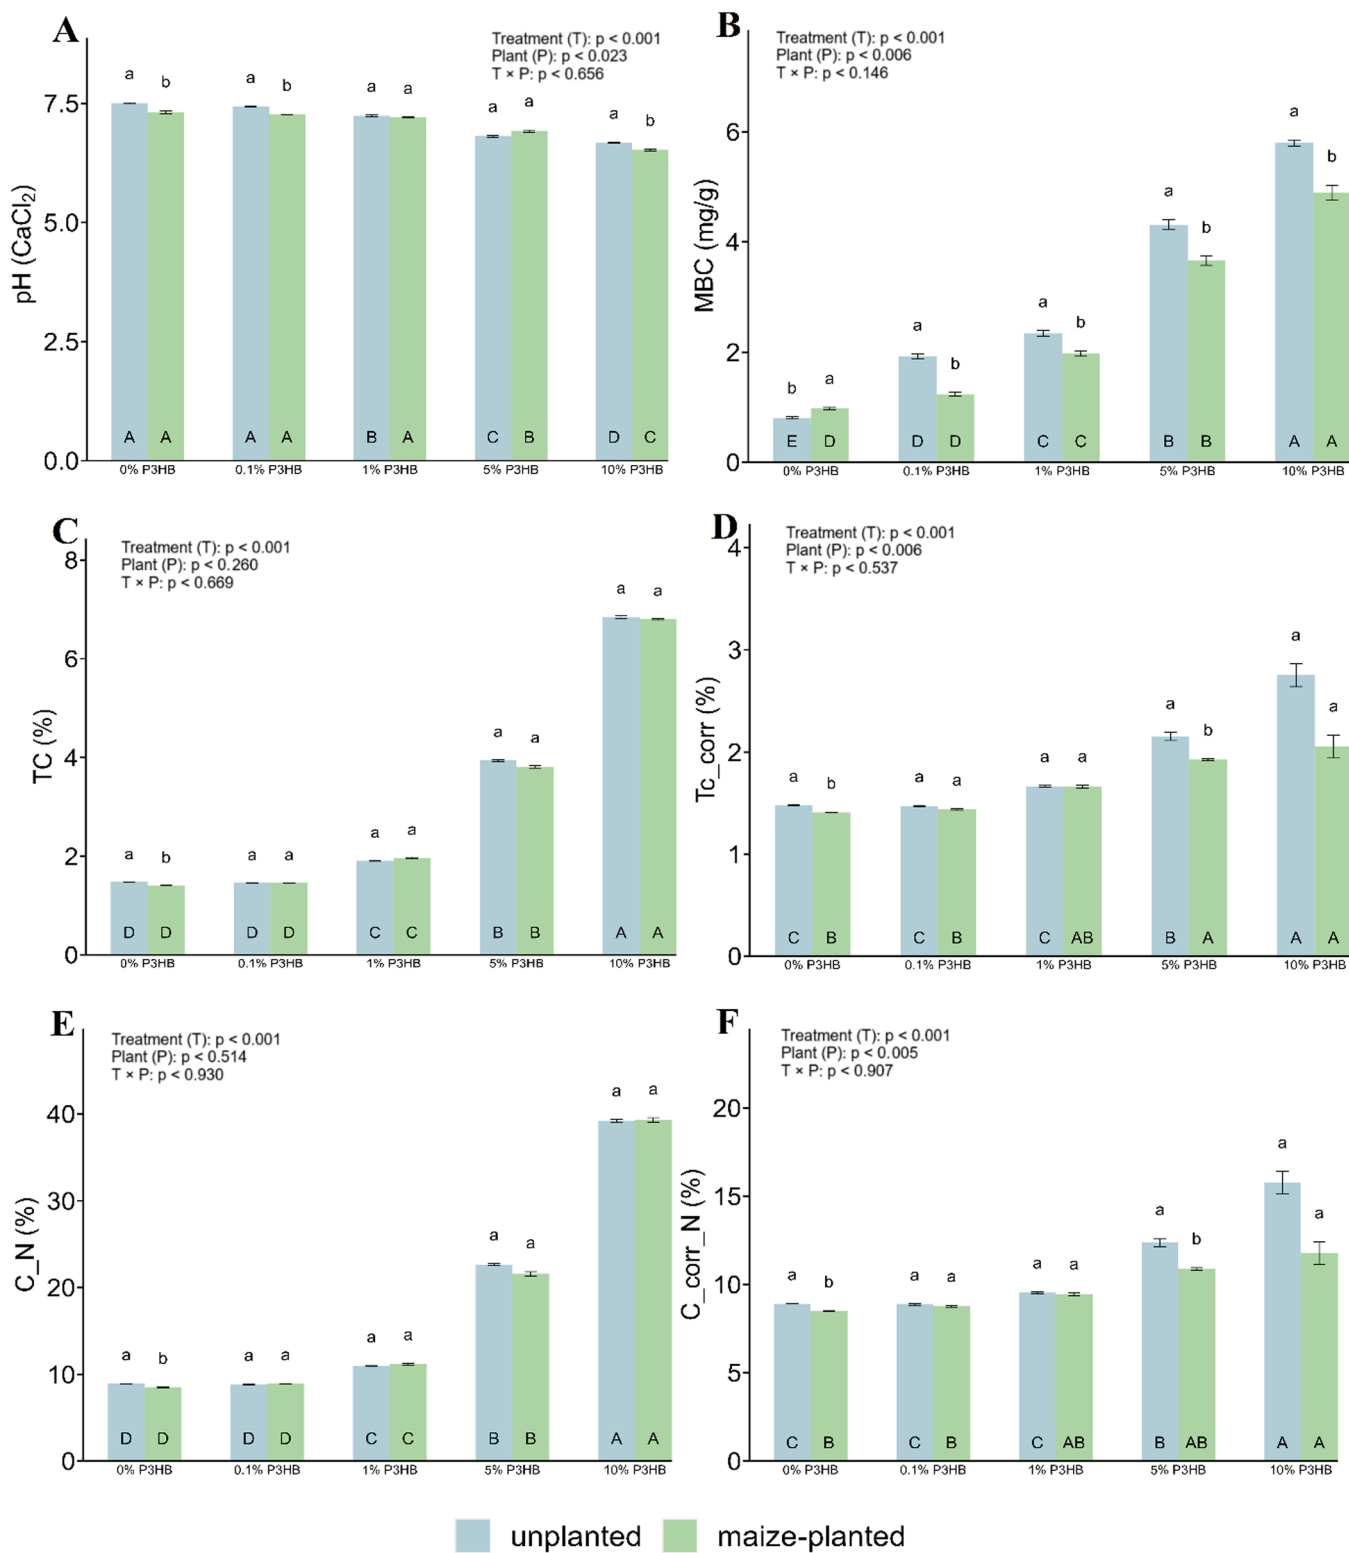 A
Treatment (T): p < 0.001
Plant (P): p < 0.023
T × P: p < 0.656
pH (CaCl₂)
7.5
5.0
2.5
0.0
a b a b a a a a a b
A A A A B A C B D C
0% P3HB 0.1% P3HB 1% P3HB 5% P3HB 10% P3HB
B
Treatment (T): p < 0.001
Plant (P): p < 0.006
T × P: p < 0.146
MBC (mg/g)
6
4
2
0
b a a b a b a b a b
E D D D C C B B A A
0% P3HB 0.1% P3HB 1% P3HB 5% P3HB 10% P3HB
C
Treatment (T): p < 0.001
Plant (P): p < 0.260
T × P: p < 0.669
TC (%)
8
6
4
2
0
a b a a a a a a a a
D D D D C C B B A A
0% P3HB 0.1% P3HB 1% P3HB 5% P3HB 10% P3HB
D
Treatment (T): p < 0.001
Plant (P): p < 0.006
T × P: p < 0.537
Tc_corr (%)
4
3
2
1
0
a b a a a a a b a a
C B C B C AB B A A A
0% P3HB 0.1% P3HB 1% P3HB 5% P3HB 10% P3HB
E
Treatment (T): p < 0.001
Plant (P): p < 0.514
T × P: p < 0.930
C_N (%)
40
30
20
10
0
a b a a a a a a a a
D D D D C C B B A A
0% P3HB 0.1% P3HB 1% P3HB 5% P3HB 10% P3HB
F
Treatment (T): p < 0.001
Plant (P): p < 0.005
T × P: p < 0.907
C_corr_N (%)
20
15
10
5
0
a b a a a a a b a a
C B C B C AB B AB A A
0% P3HB 0.1% P3HB 1% P3HB 5% P3HB 10% P3HB
unplanted maize-planted